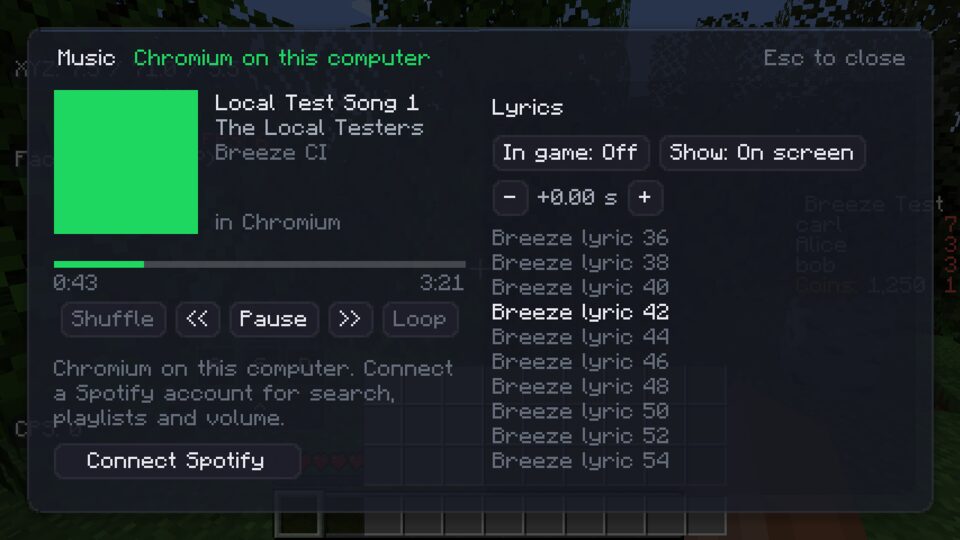 Music Chromium on this computer
Esc to close
Local Test Song 1
The Local Testers
Breeze CI
in Chromium
0:43
3:21
Shuffle << Pause >> Loop
Chromium on this computer. Connect
a Spotify account for search,
playlists and volume.
Connect Spotify
Lyrics
In game: Off Show: On screen
- +0.00 s +
Breeze lyric 36
Breeze lyric 38
Breeze lyric 40
Breeze lyric 42
Breeze lyric 44
Breeze lyric 46
Breeze lyric 48
Breeze lyric 50
Breeze lyric 52
Breeze lyric 54
Breeze Test
carl 7
Alice 3
bob 3
Coins: 1,250 1